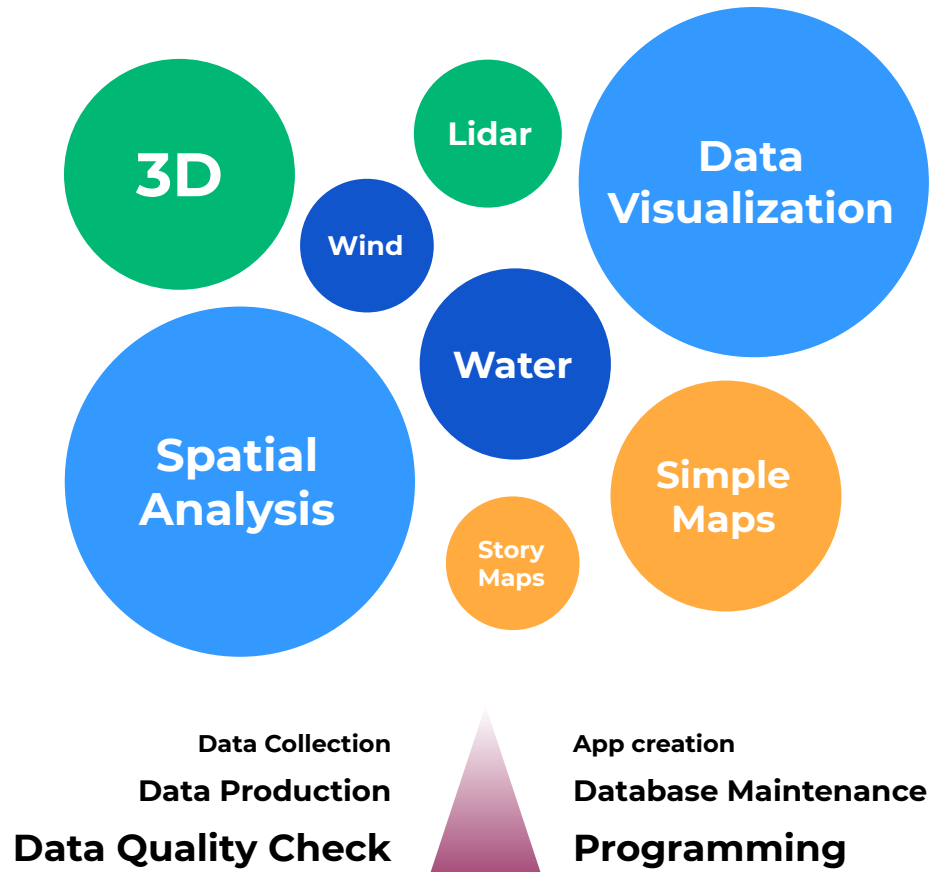 3D
Lidar
Data
Visualization
Wind
Water
Spatial
Analysis
Simple
Maps
Story
Maps
Data Collection
Data Production
Data Quality Check
App creation
Database Maintenance
Programming